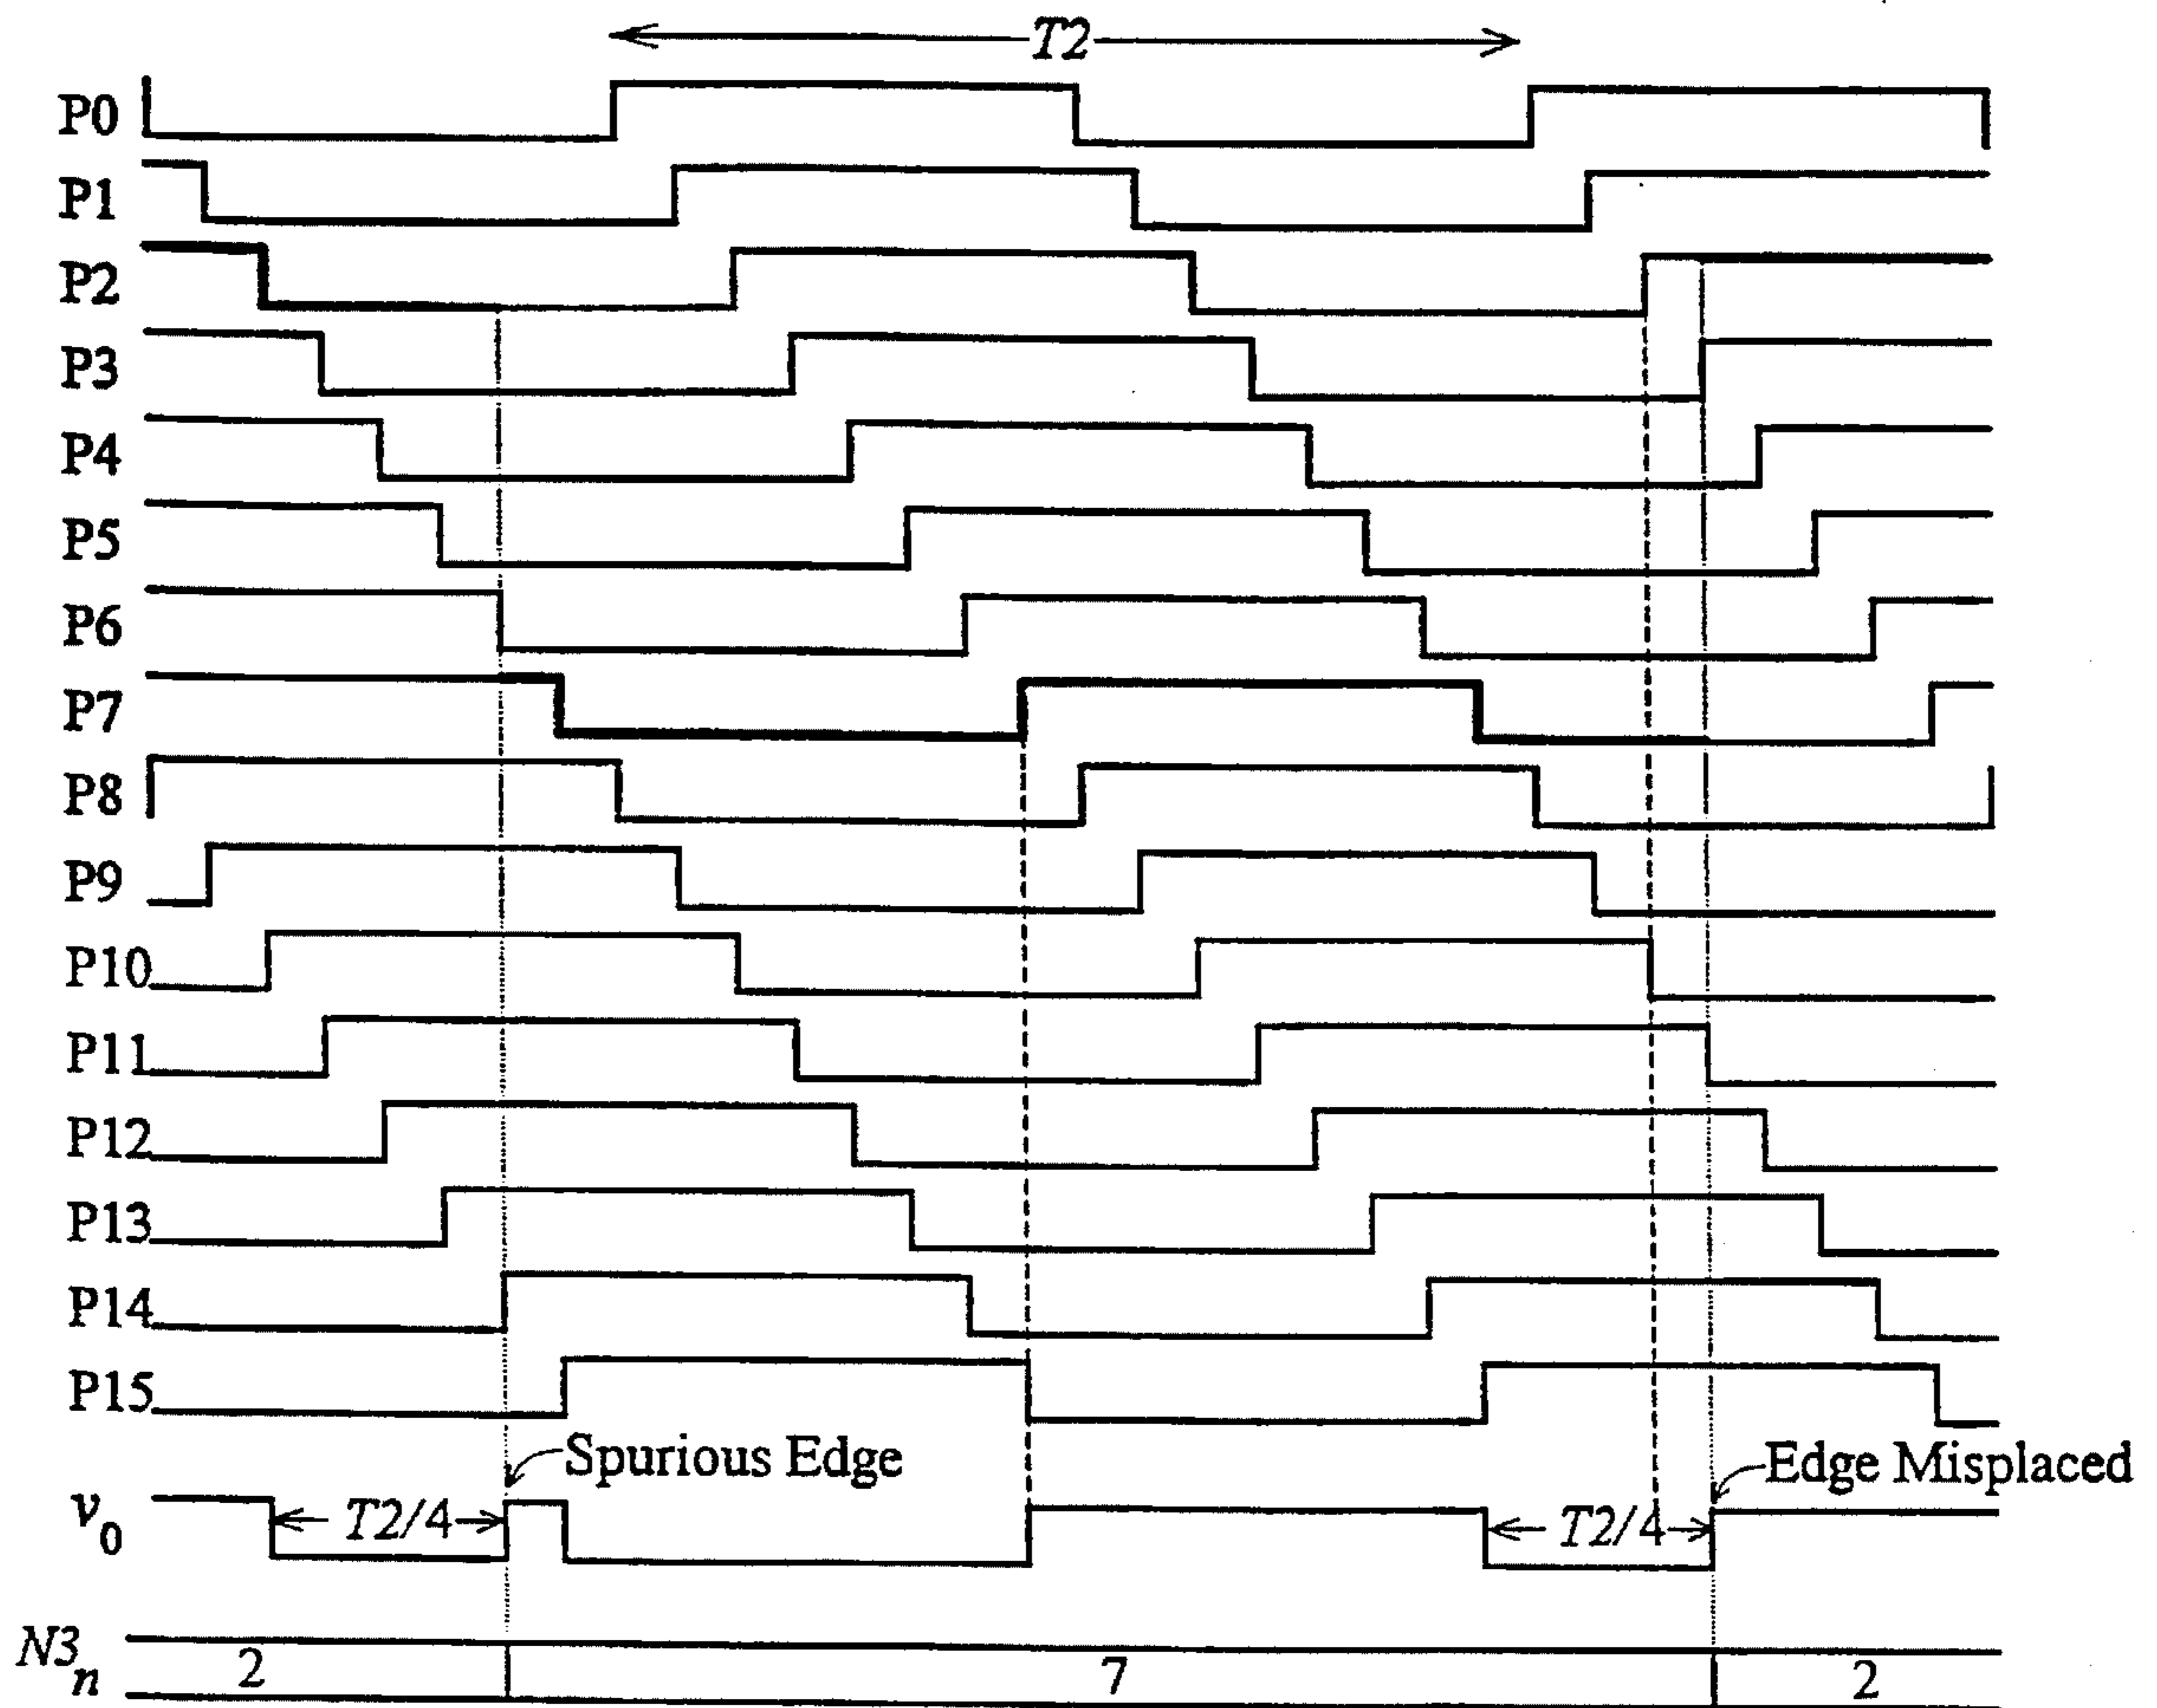 T2
P0
P1
P2
P3
P4
P5
P6
P7
P8
P9
P10
P11
P12
P13
P14
P15
Spurious Edge
Edge Misplaced
v0
T2/4
T2/4
N3n
2
7
2